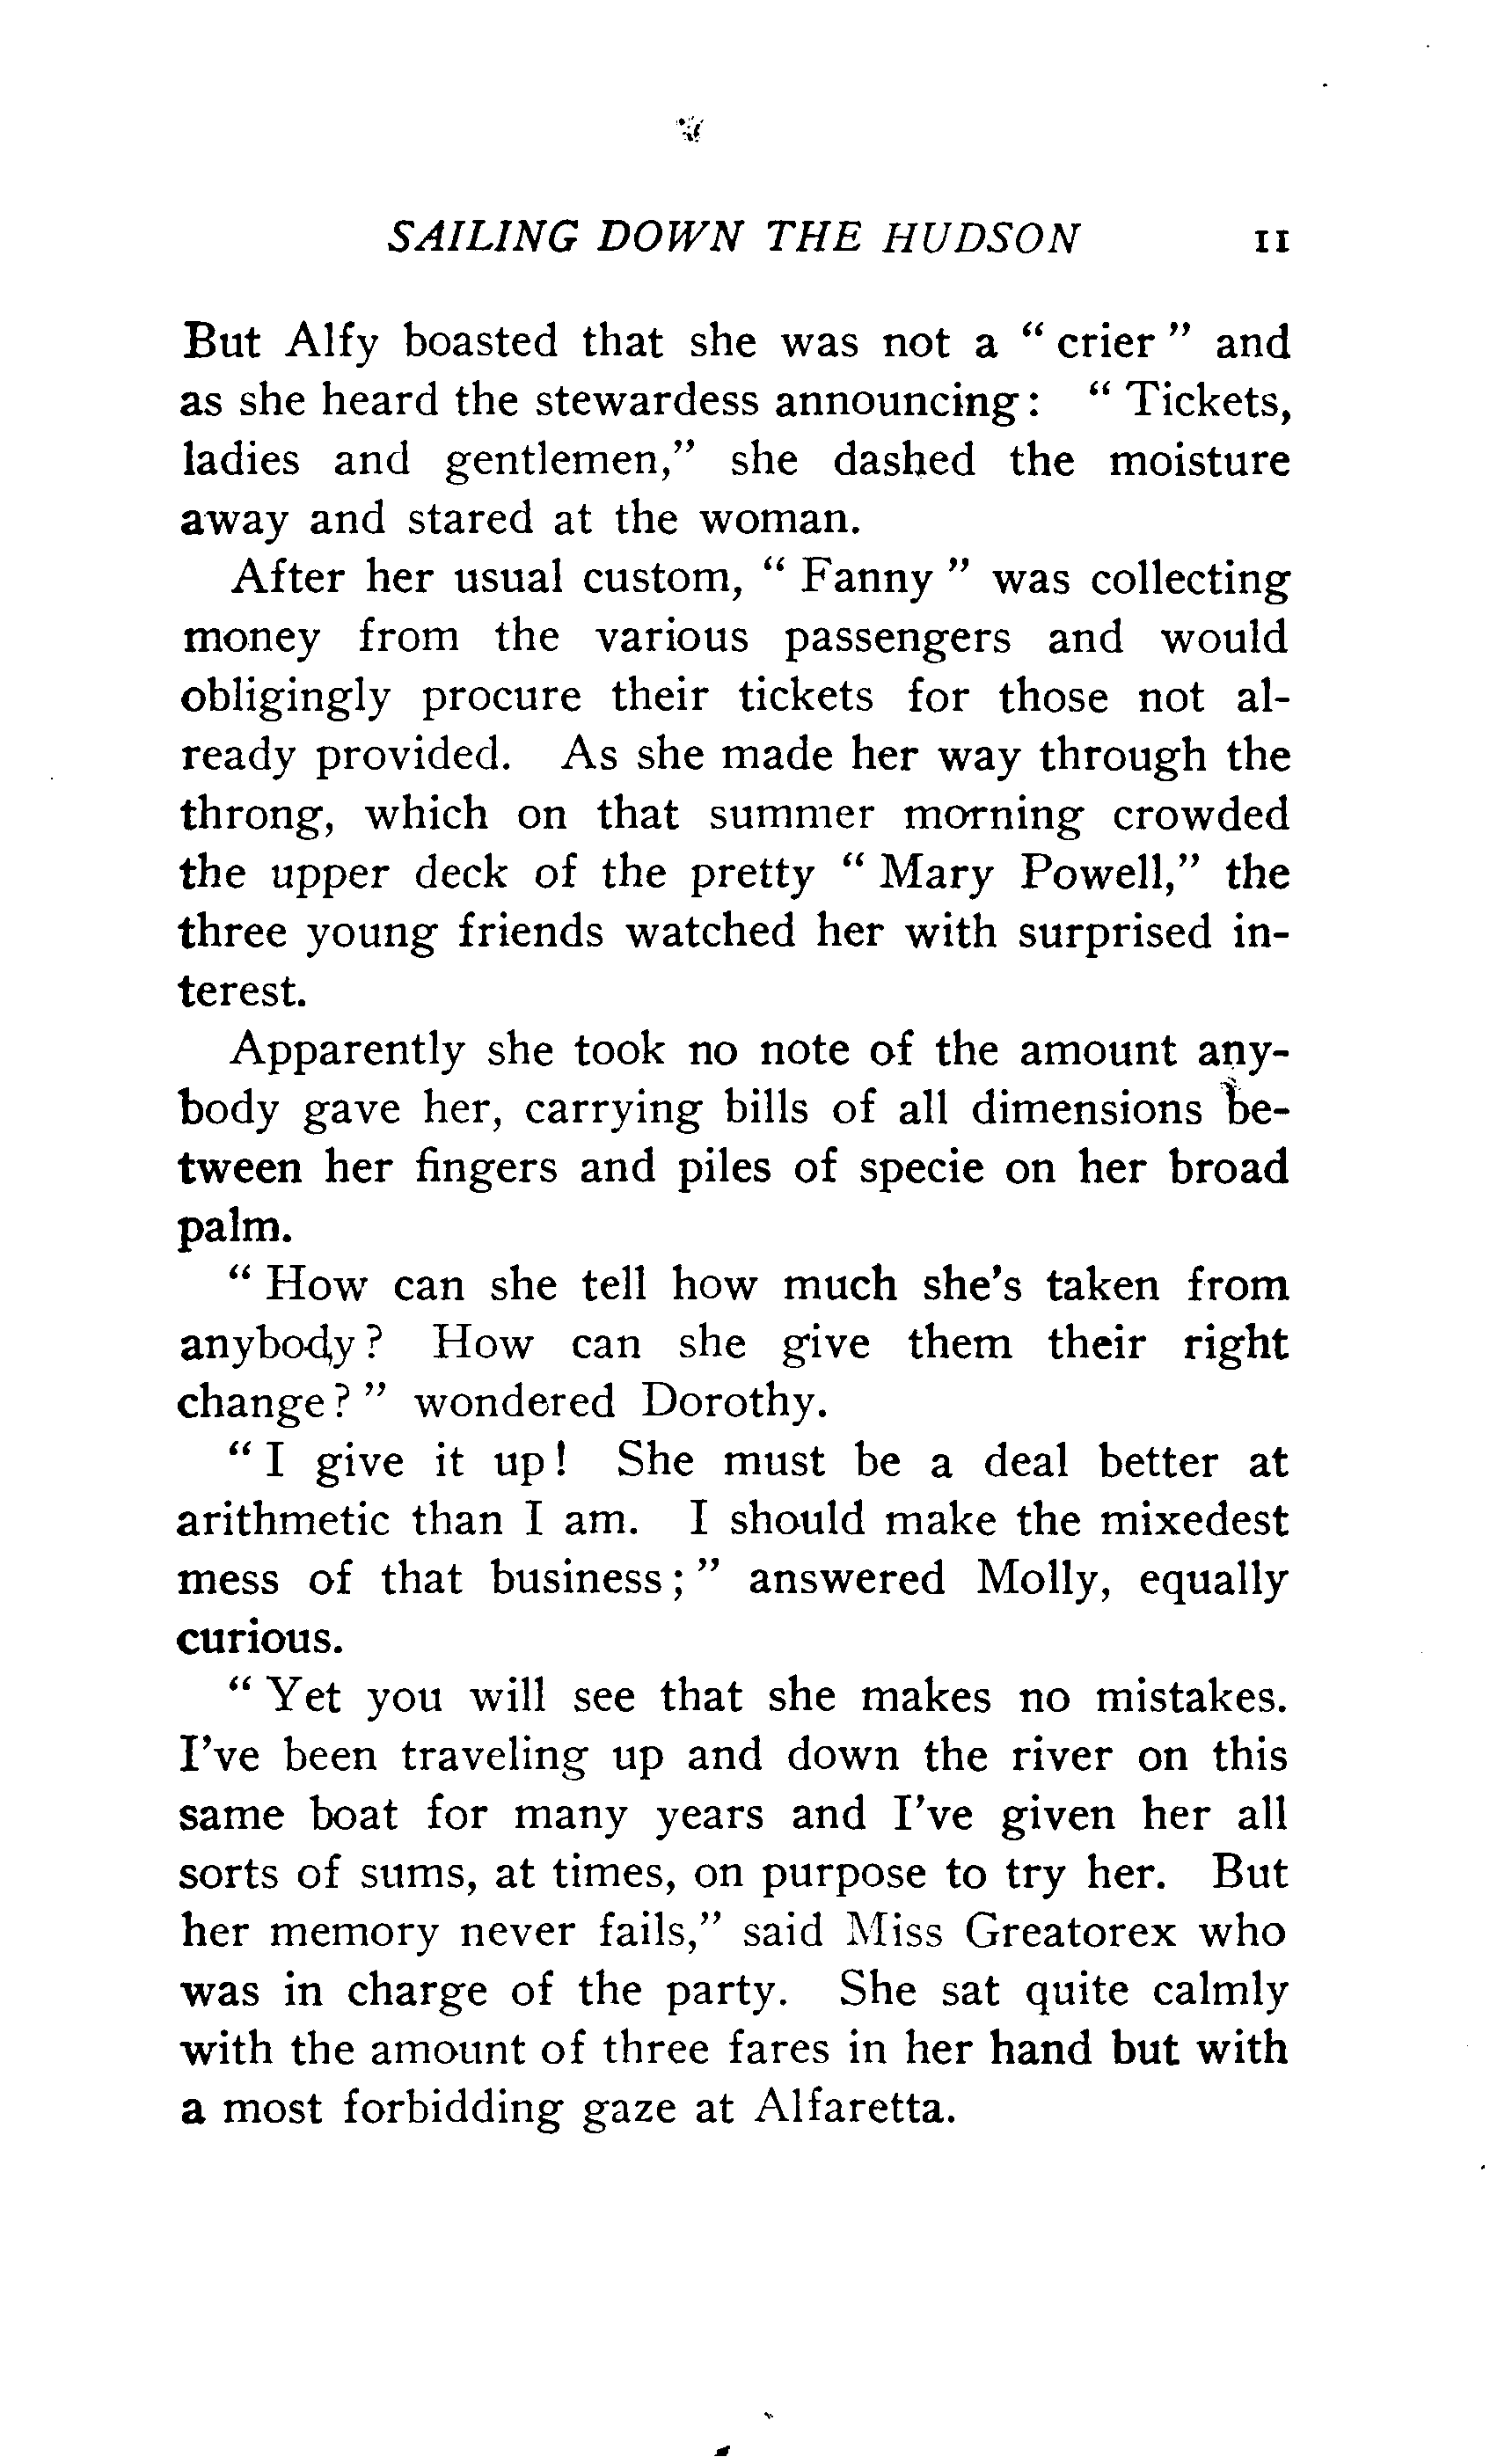 SAILING DOWN THE HUDSON 11
But Alfy boasted that she was not a " crier " and
as she heard the stewardess announcing : " Tickets,
ladies and gentlemen," she dashed the moisture
away and stared at the woman.
After her usual custom, " Fanny " was collecting
money from the various passengers and would
obligingly procure their tickets for those not al-
ready provided. As she made her way through the
throng, which on that summer morning crowded
the upper deck of the pretty " Mary Powell," the
three young friends watched her with surprised in-
terest.
Apparently she took no note of the amount any-
body gave her, carrying bills of all dimensions be-
tween her fingers and piles of specie on her broad
palm.
" How can she tell how much she's taken from
anybody ? How can she give them their right
change ? " wondered Dorothy.
" I give it up ! She must be a deal better at
arithmetic than I am. I should make the mixedest
mess of that business ; " answered Molly, equally
curious.
" Yet you will see that she makes no mistakes.
I've been traveling up and down the river on this
same boat for many years and I've given her all
sorts of sums, at times, on purpose to try her. But
her memory never fails," said Miss Greatorex who
was in charge of the party. She sat quite calmly
with the amount of three fares in her hand but with
a most forbidding gaze at Alfaretta.